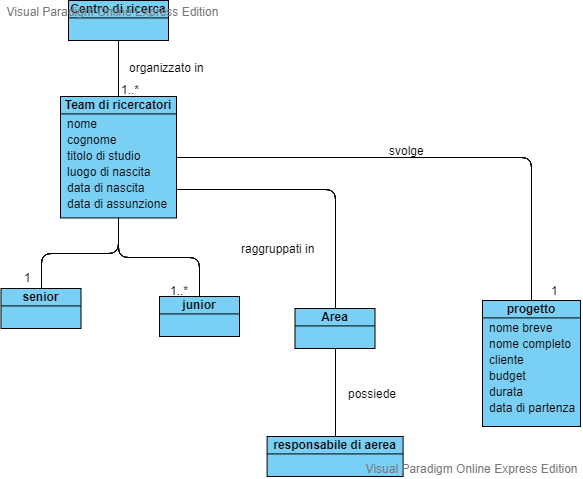 Visual Paradigm Online Express Edition
Centro di ricerca
organizzato in
1..*
Team di ricercatori
nome
cognome
titolo di studio
luogo di nascita
data di nascita
data di assunzione
svolge
raggruppati in
1
senior
1..*
junior
Area
1
progetto
nome breve
nome completo
cliente
budget
durata
data di partenza
possiede
responsabile di aerea
Visual Paradigm Online Express Edition